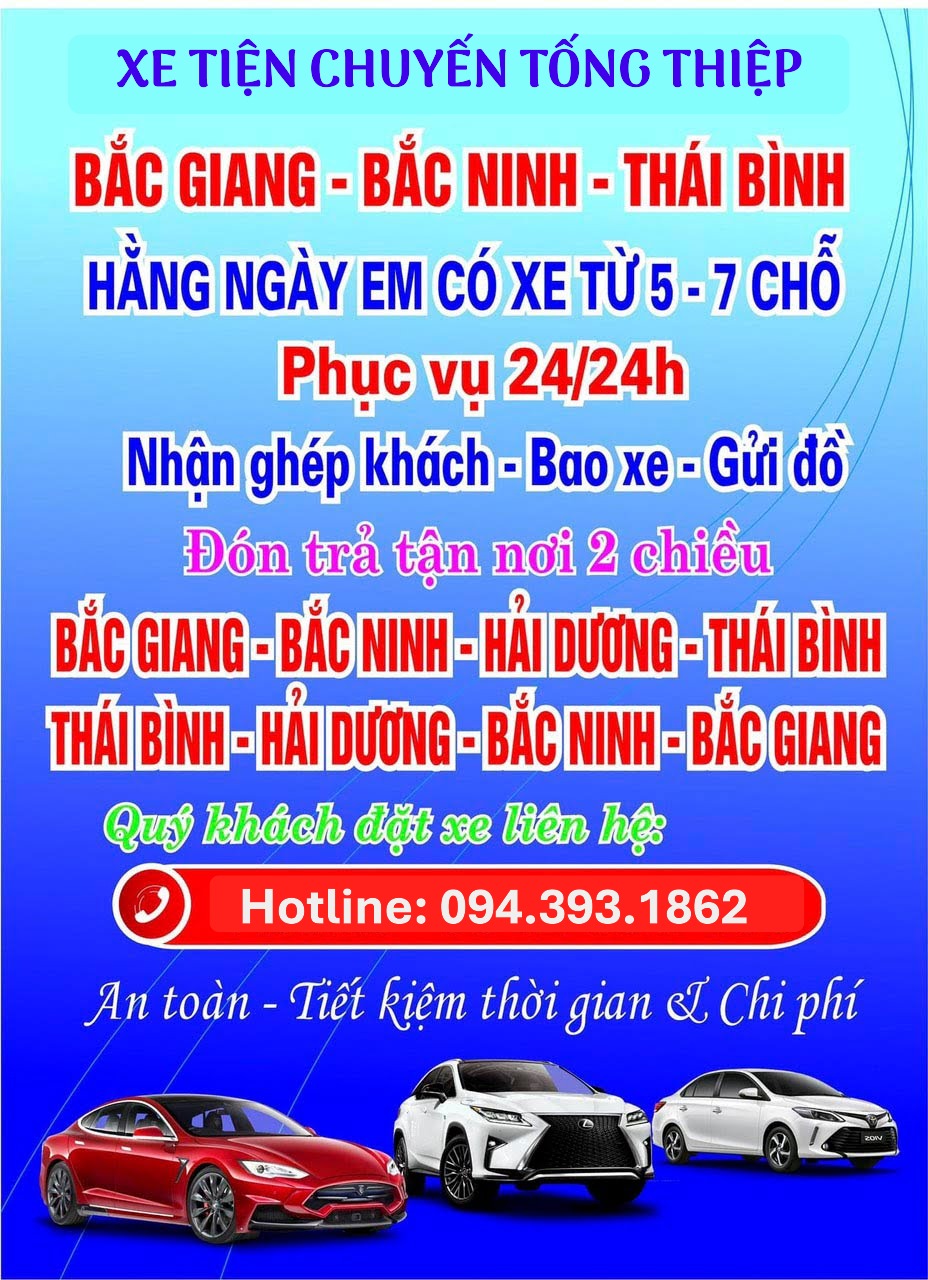 XE TIỆN CHUYẾN TỐNG THIỆP
BẮC GIANG - BẮC NINH - THÁI BÌNH
HẰNG NGÀY EM CÓ XE TỪ 5 - 7 CHỖ
Phục vụ 24/24h
Nhận ghép khách - Bao xe - Gửi đồ
Đón trả tận nơi 2 chiều
BẮC GIANG - BẮC NINH - HẢI DƯƠNG - THÁI BÌNH
THÁI BÌNH - HẢI DƯƠNG - BẮC NINH - BẮC GIANG
Quý khách đặt xe liên hệ:
Hotline: 094.393.1862
An toàn - Tiết kiệm thời gian & Chi phí
VIOS